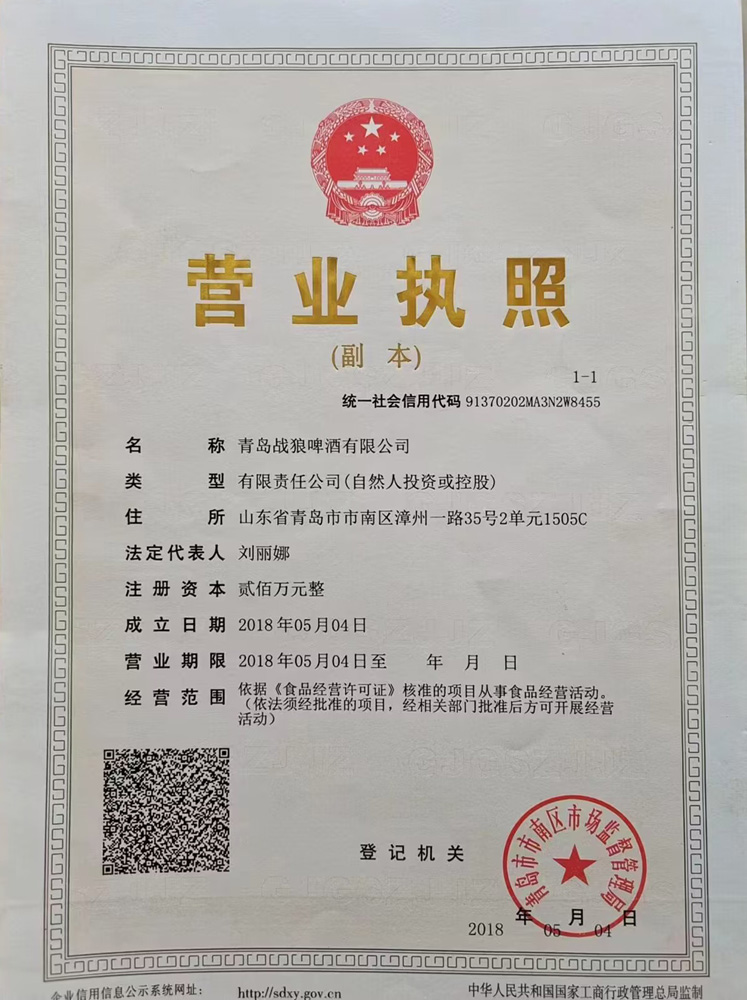 营业执照
(副 本)
1-1
统一社会信用代码 91370202MA3N2W8455
名 称 青岛战狼啤酒有限公司
类 型 有限责任公司(自然人投资或控股)
住 所 山东省青岛市市南区漳州一路35号2单元1505C
法定代表人 刘丽娜
注册资本 贰佰万元整
成立日期 2018年05月04日
营业期限 2018年05月04日至 年 月 日
经营范围 依据《食品经营许可证》核准的项目从事食品经营活动。
(依法须经批准的项目，经相关部门批准后方可开展经营
活动)
登记机关
青岛市市南区市场监督管理局
2018 年 05 月 04 日
企业信用信息公示系统网址： http://sdxy.gov.cn 中华人民共和国国家工商行政管理总局监制